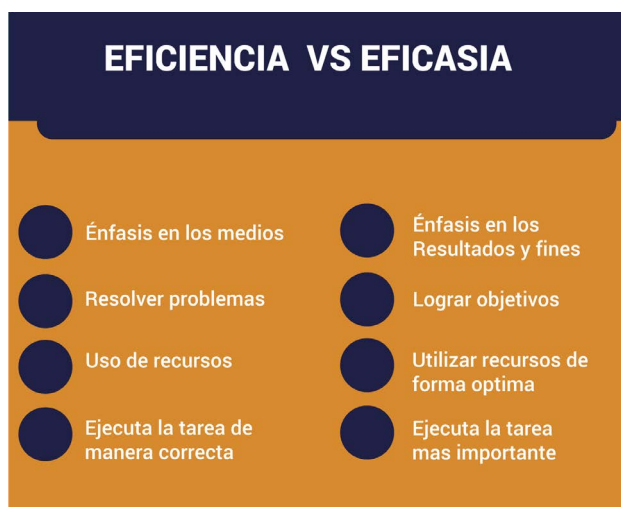 EFICIENCIA VS EFICASIA
Énfasis en los medios
Resolver problemas
Uso de recursos
Ejecuta la tarea de
manera correcta
Énfasis en los
Resultados y fines
Lograr objetivos
Utilizar recursos de
forma optima
Ejecuta la tarea
mas importante